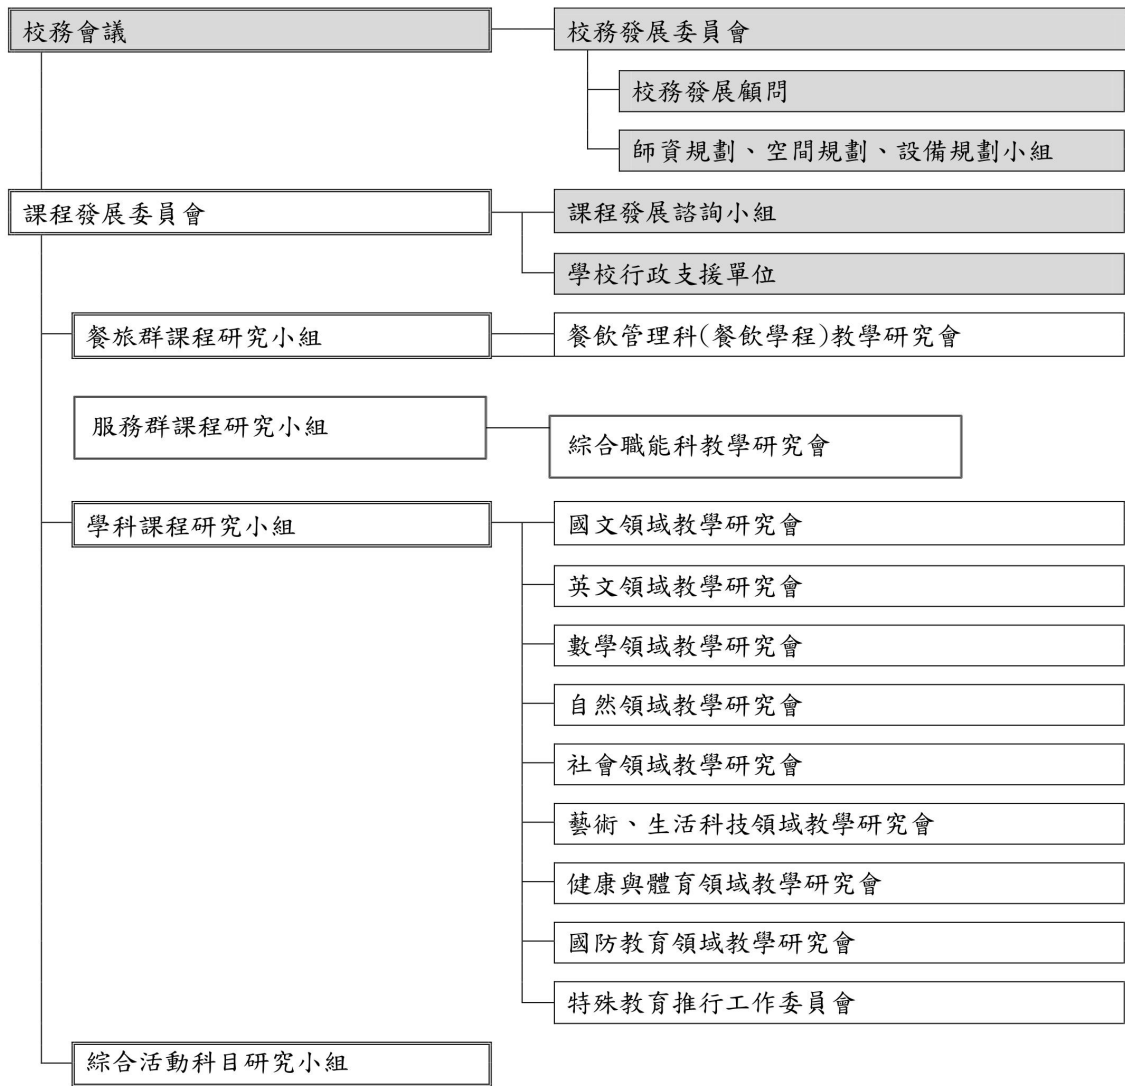 校務會議
校務發展委員會
校務發展顧問
師資規劃、空間規劃、設備規劃小組
課程發展委員會
課程發展諮詢小組
學校行政支援單位
餐旅群課程研究小組
餐飲管理科(餐飲學程)教學研究會
服務群課程研究小組
綜合職能科教學研究會
學科課程研究小組
國文領域教學研究會
英文領域教學研究會
數學領域教學研究會
自然領域教學研究會
社會領域教學研究會
藝術、生活科技領域教學研究會
健康與體育領域教學研究會
國防教育領域教學研究會
特殊教育推行工作委員會
綜合活動科目研究小組